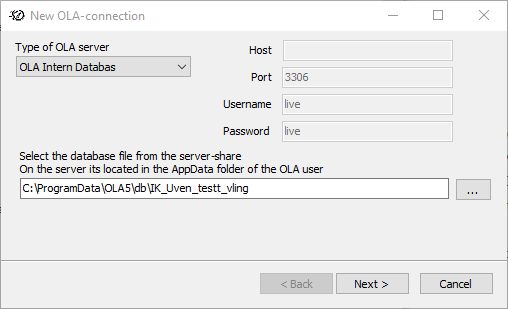 New OLA-connection
Type of OLA server
OLA Intern Databas
Host
Port
3306
Username
live
Password
live
Select the database file from the server-share
On the server its located in the AppData folder of the OLA user
C:\ProgramData\OLA5\db\IK_Uven_testt_vling
...
< Back
Next >
Cancel